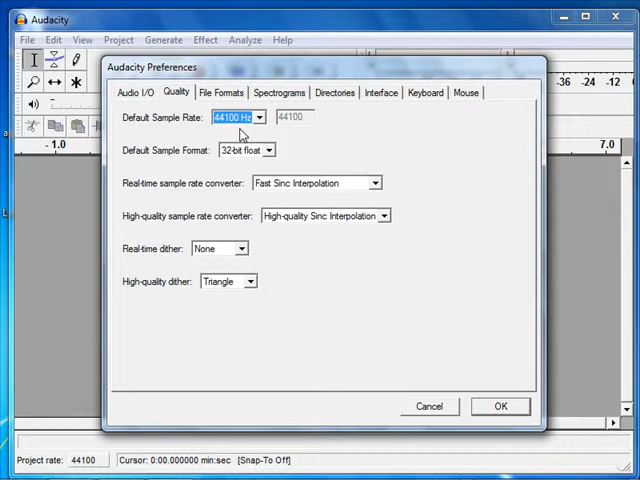 Audacity
File Edit View Project Generate Effect Analyze Help
Audacity Preferences
-36 -24 -12 0
Audio I/O Quality File Formats Spectrograms Directories Interface Keyboard Mouse
Default Sample Rate: 44100 Hz 44100
- 1.0 7.0
Default Sample Format: 32-bit float
Real-time sample rate converter: Fast Sinc Interpolation
High-quality sample rate converter: High-quality Sinc Interpolation
Real-time dither: None
High-quality dither: Triangle
Cancel OK
Project rate: 44100 Cursor: 0:00.000000 min:sec [Snap-To Off]